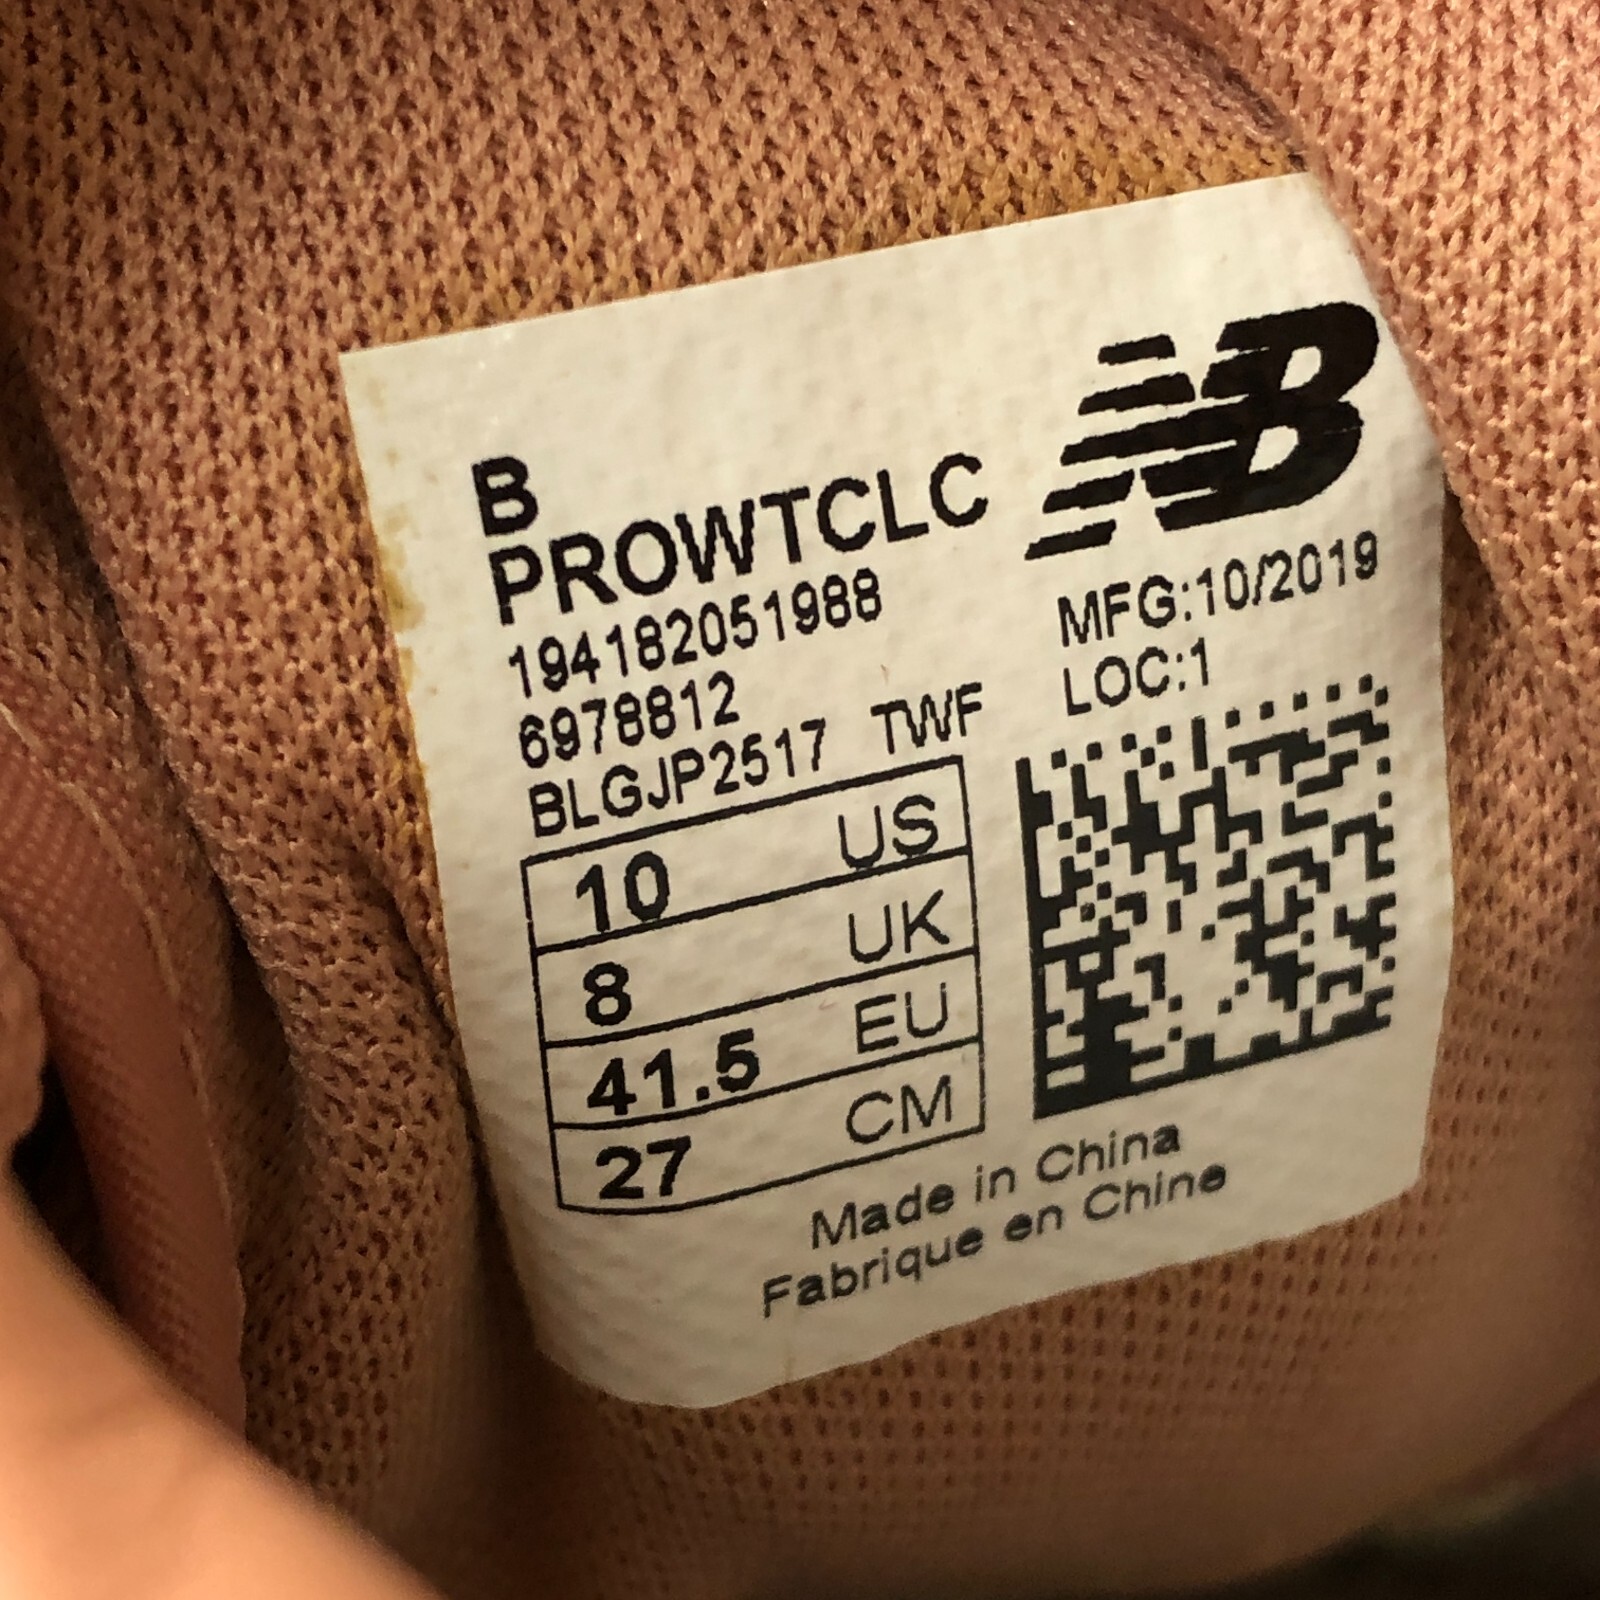 NB
B
PROWTCLC
194182051988
6978812
BLGJP2517 TWF
MFG:10/2019
LOC:1
10 US
8 UK
41.5 EU
27 CM
Made in China
Fabrique en Chine